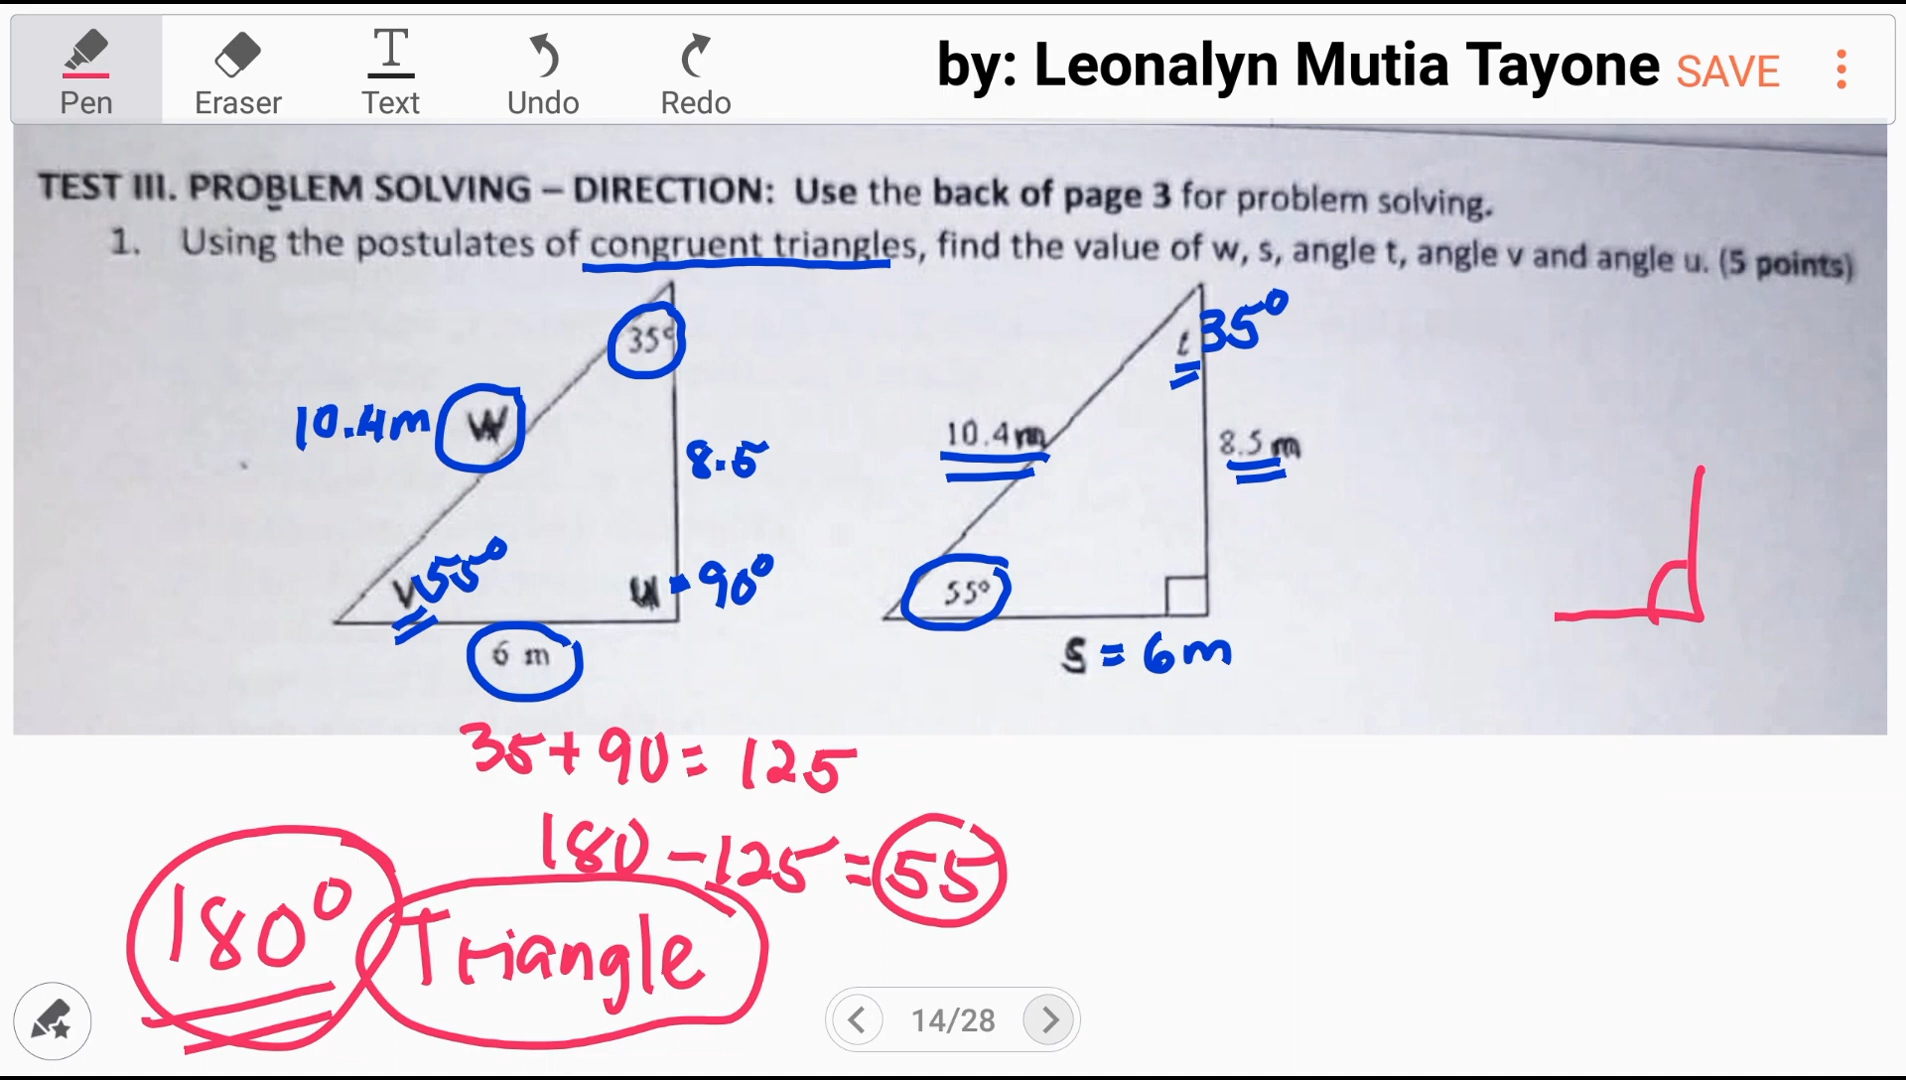 Pen Eraser Text Undo Redo by: Leonalyn Mutia Tayone SAVE
TEST III. PROBLEM SOLVING – DIRECTION: Use the back of page 3 for problem solving.
1. Using the postulates of congruent triangles, find the value of w, s, angle t, angle v and angle u. (5 points)
35° t 35°
10.4m W 8.5 10.4m 8.5 m
V 55° u = 90° 55°
6 m S = 6m
35+90= 125
180 -125 = 55
180° Triangle
14/28